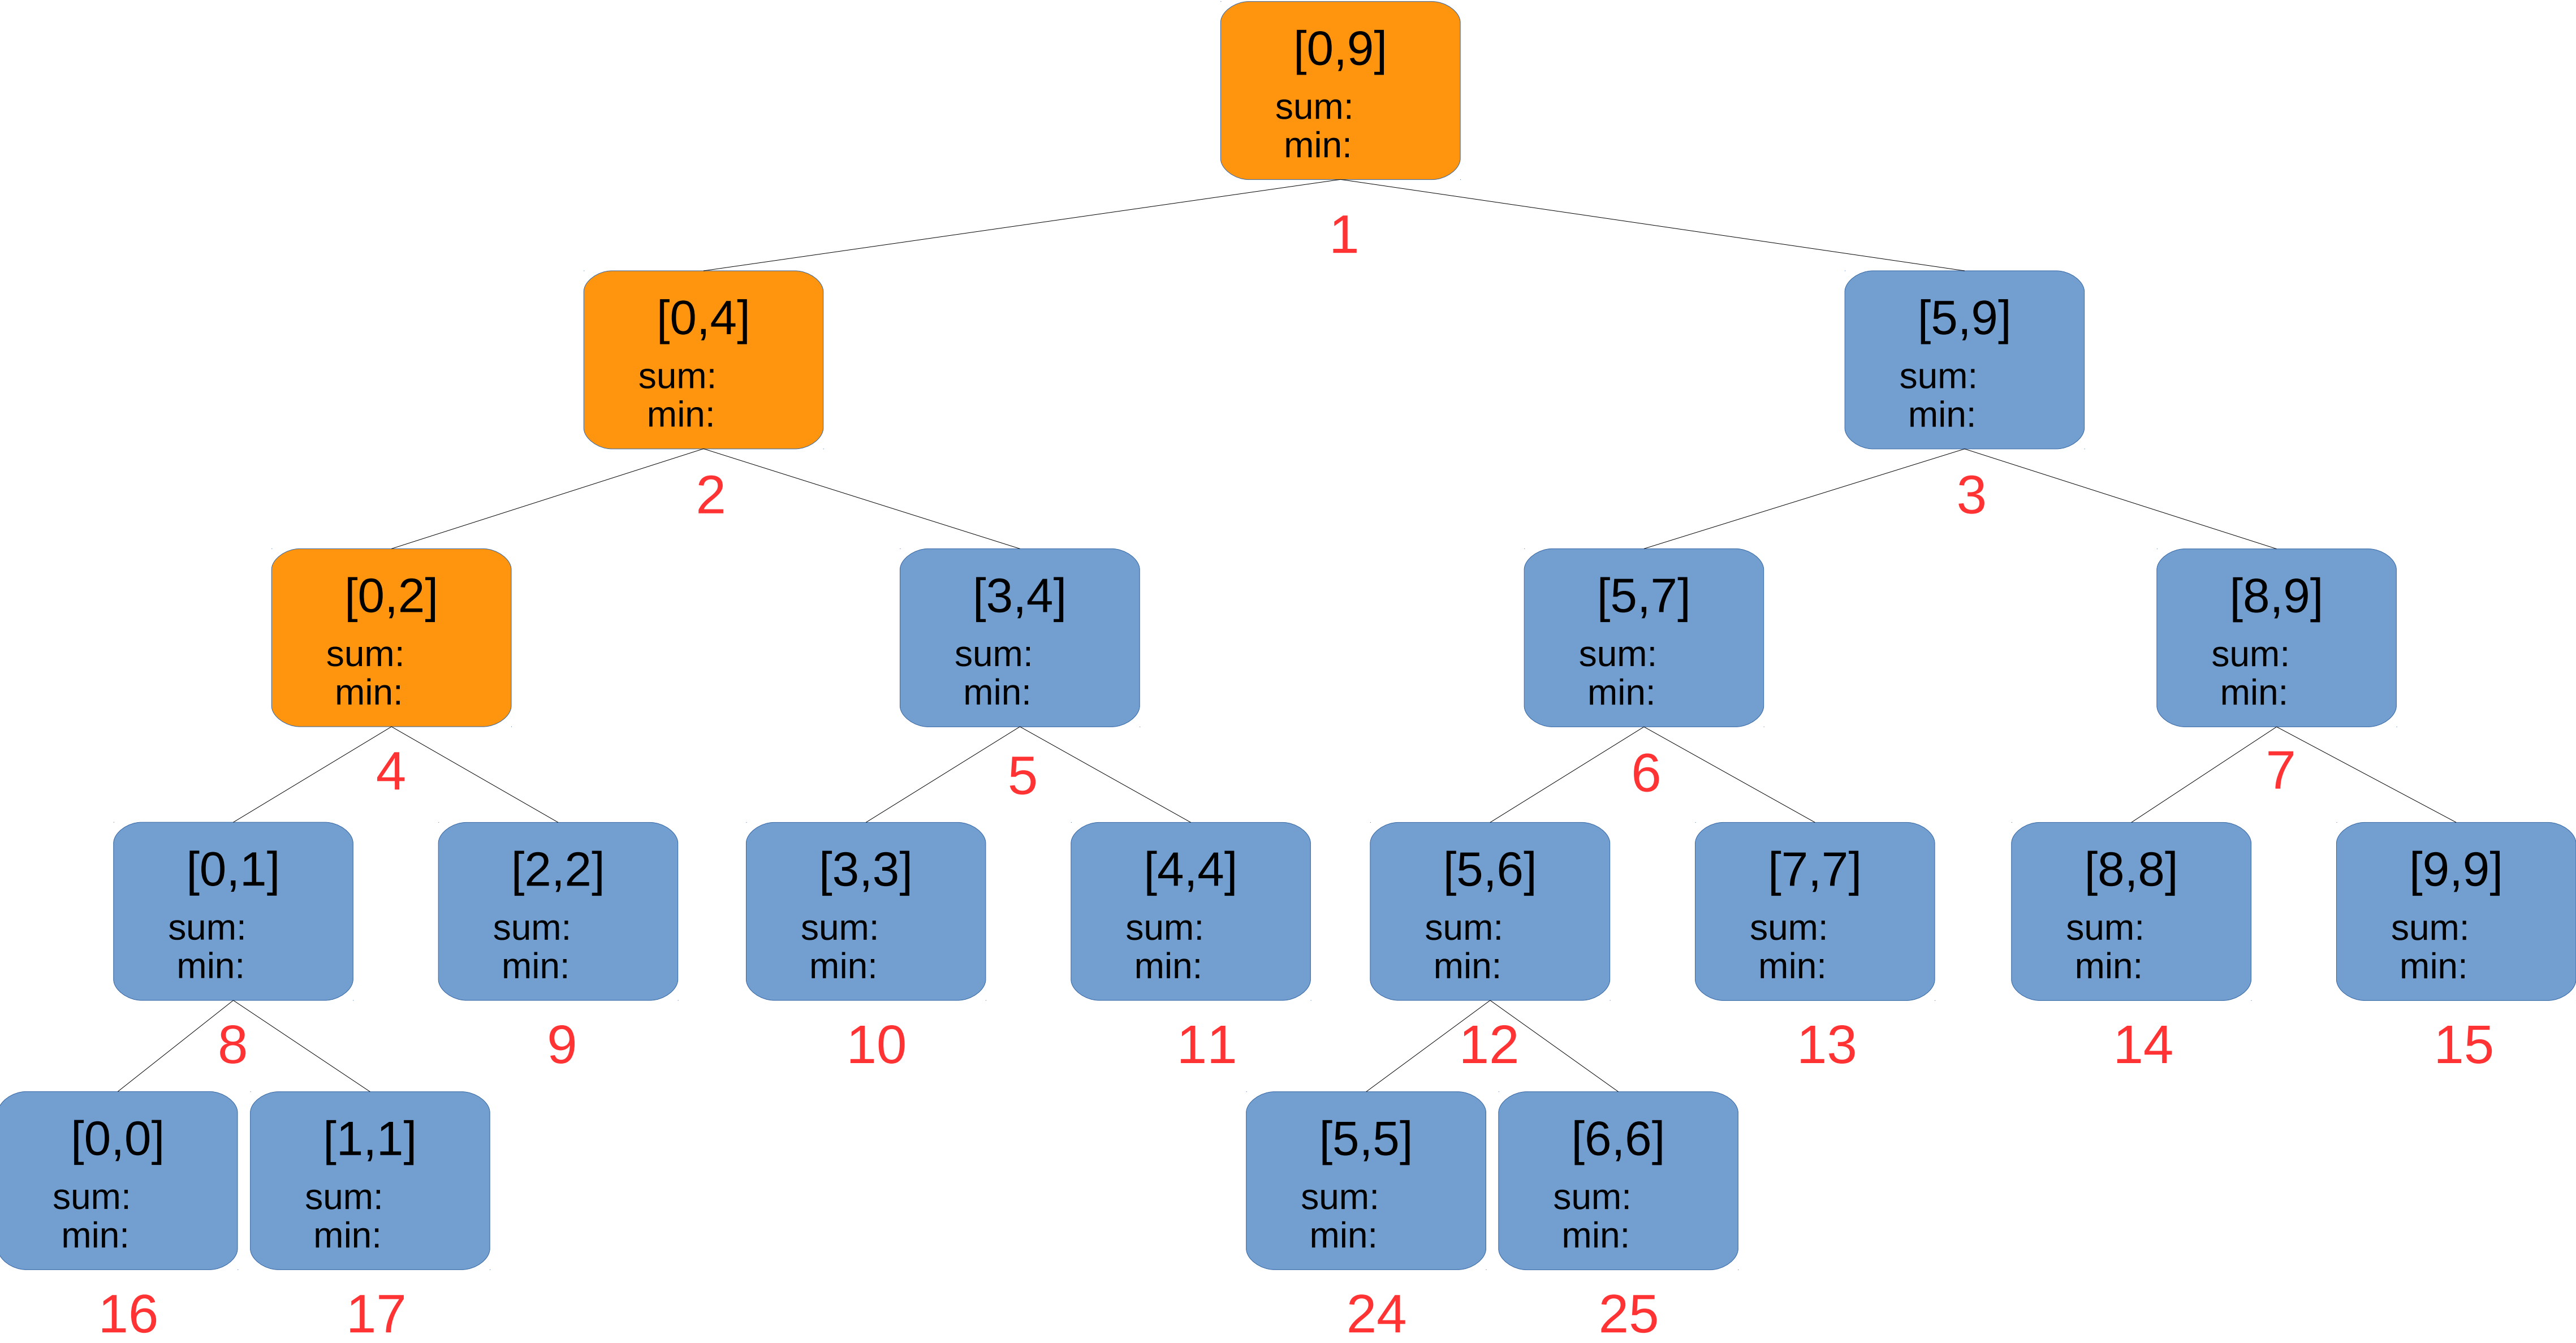 [0,9]
sum:
min:
1
[0,4]
sum:
min:
[5,9]
sum:
min:
2
3
[0,2]
sum:
min:
[3,4]
sum:
min:
[5,7]
sum:
min:
[8,9]
sum:
min:
4
5
6
7
[0,1]
sum:
min:
[2,2]
sum:
min:
[3,3]
sum:
min:
[4,4]
sum:
min:
[5,6]
sum:
min:
[7,7]
sum:
min:
[8,8]
sum:
min:
[9,9]
sum:
min:
8
9
10
11
12
13
14
15
[0,0]
sum:
min:
[1,1]
sum:
min:
[5,5]
sum:
min:
[6,6]
sum:
min:
16
17
24
25